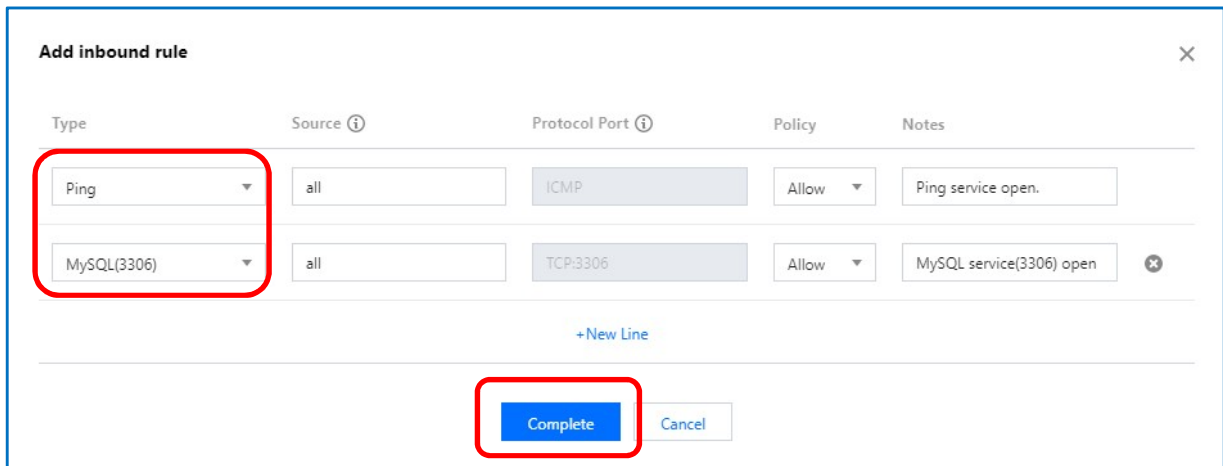 Add inbound rule
Type Source Protocol Port Policy Notes
Ping all ICMP Allow Ping service open.
MySQL(3306) all TCP:3306 Allow MySQL service(3306) open
+New Line
Complete Cancel